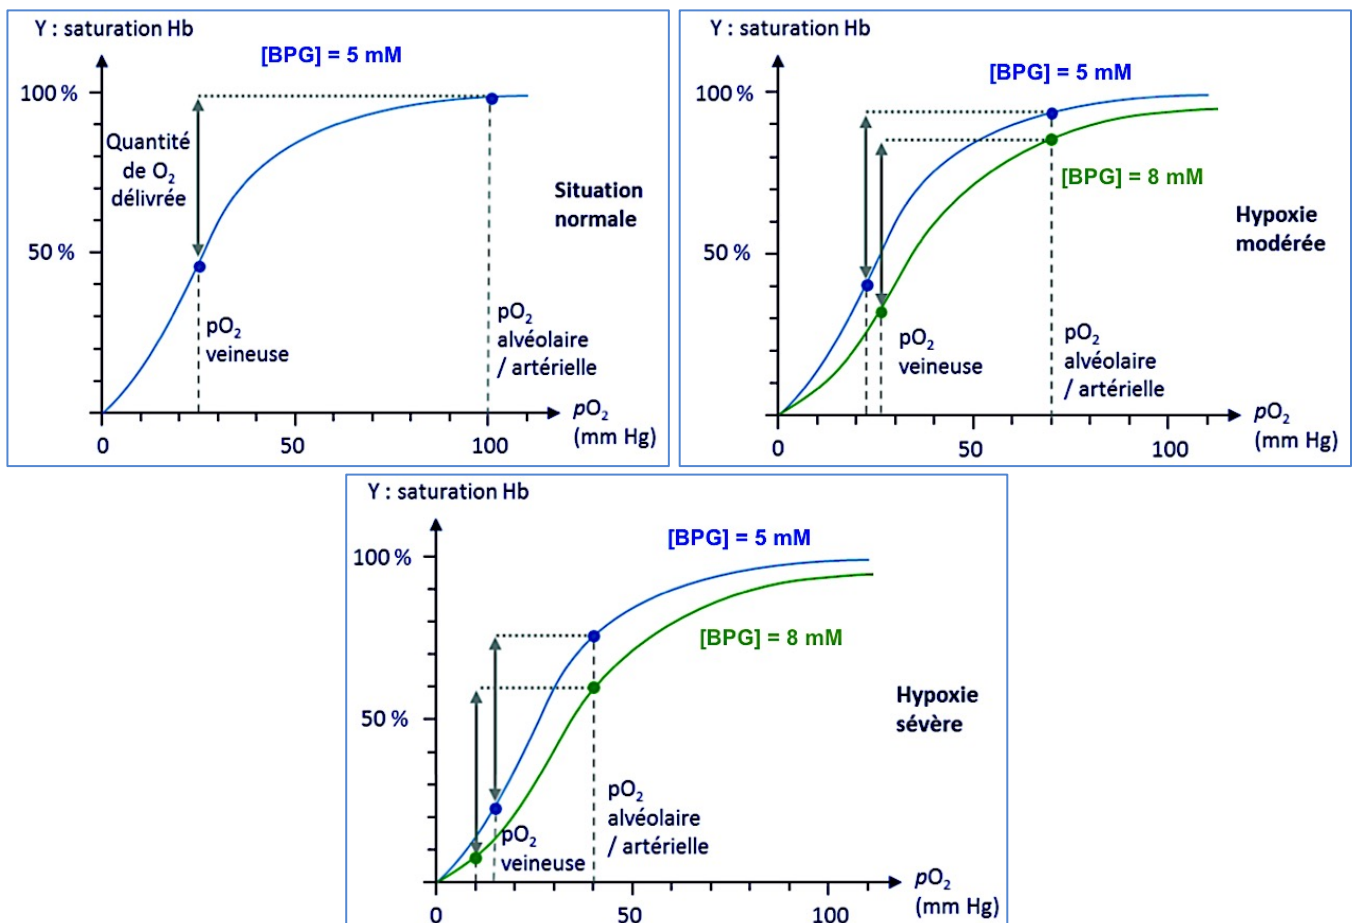 Y : saturation Hb
[BPG] = 5 mM
100 %
Quantité
de O₂
délivrée
Situation
normale
50 %
pO₂
veineuse
pO₂
alvéolaire
/ artérielle
pO₂
(mm Hg)
0
50
100
Y : saturation Hb
[BPG] = 5 mM
100 %
[BPG] = 8 mM
Hypoxie
modérée
50 %
pO₂
veineuse
pO₂
alvéolaire
/ artérielle
pO₂
(mm Hg)
0
50
100
Y : saturation Hb
[BPG] = 5 mM
100 %
[BPG] = 8 mM
Hypoxie
sévère
50 %
pO₂
alvéolaire
/ artérielle
pO₂
veineuse
pO₂
(mm Hg)
0
50
100